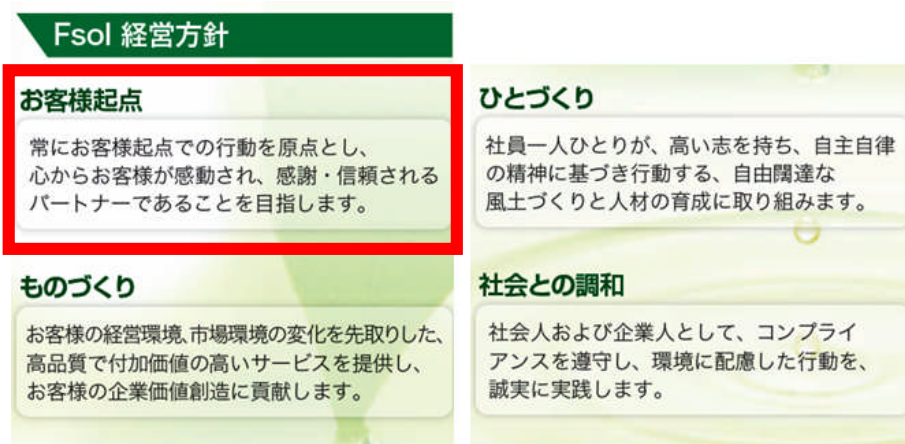 Fsol 経営方針
お客様起点
常にお客様起点での行動を原点とし、
心からお客様が感動され、感謝・信頼される
パートナーであることを目指します。
ひとづくり
社員一人ひとりが、高い志を持ち、自主自律
の精神に基づき行動する、自由闊達な
風土づくりと人材の育成に取り組みます。
ものづくり
お客様の経営環境、市場環境の変化を先取りした、
高品質で付加価値の高いサービスを提供し、
お客様の企業価値創造に貢献します。
社会との調和
社会人および企業人として、コンプライ
アンスを遵守し、環境に配慮した行動を、
誠実に実践します。